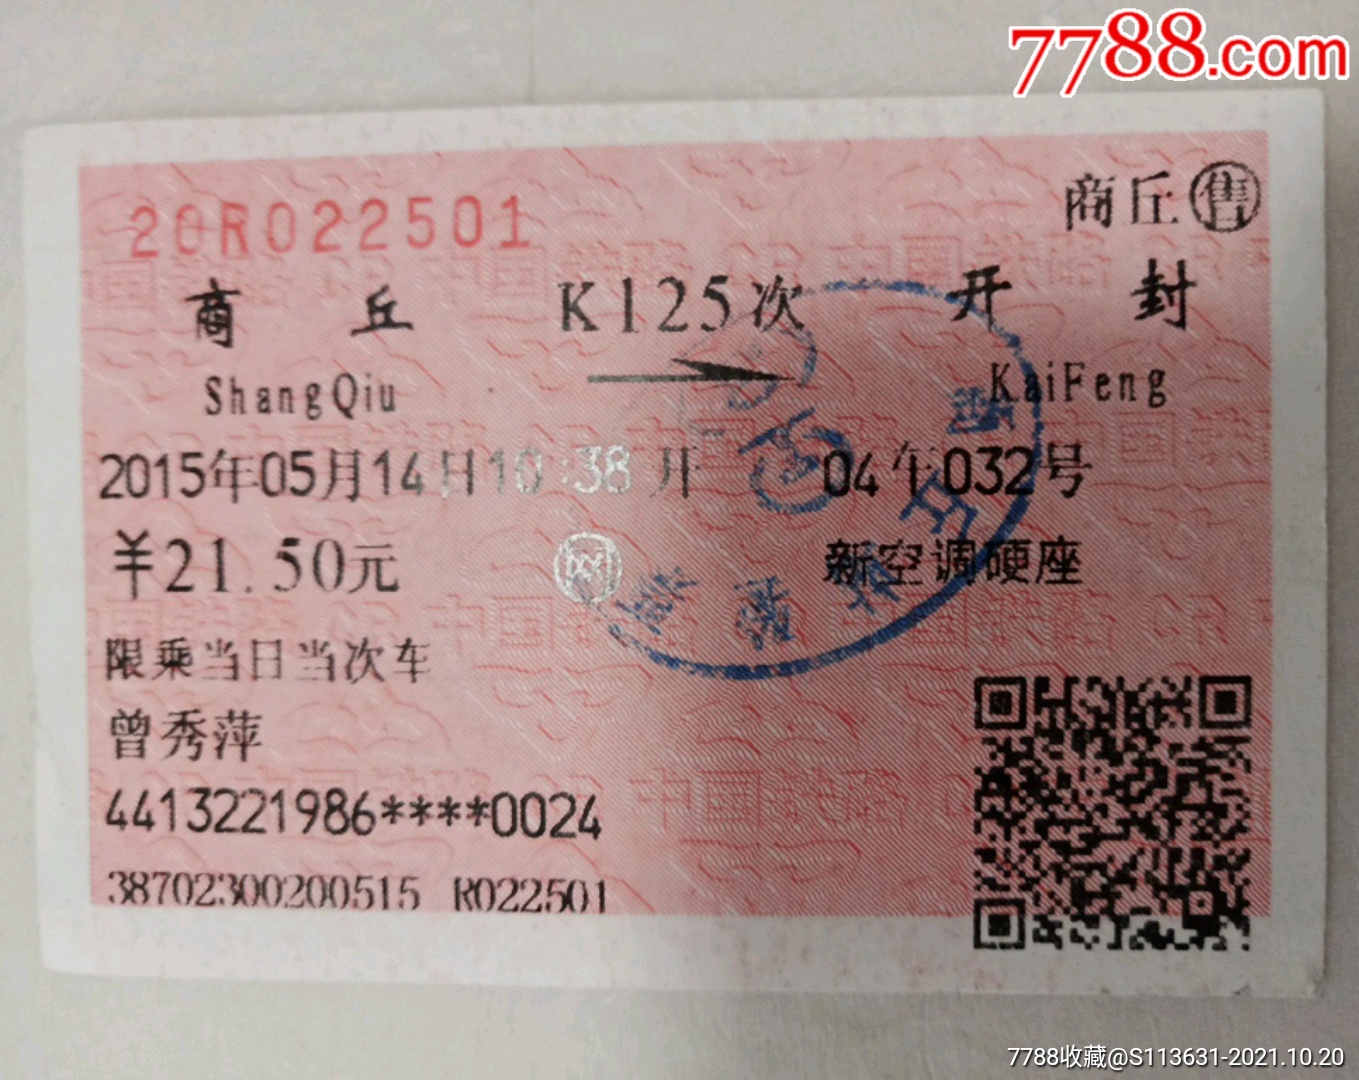 7788.com
商丘售
20R022501
商丘 K125次 开封
ShangQiu KaiFeng
2015年05月14日10:38开 04车032号
¥21.50元 网 新空调硬座
限乘当日当次车
曾秀萍
4413221986****0024
38702300200515 R022501
7788收藏@S113631-2021.10.20